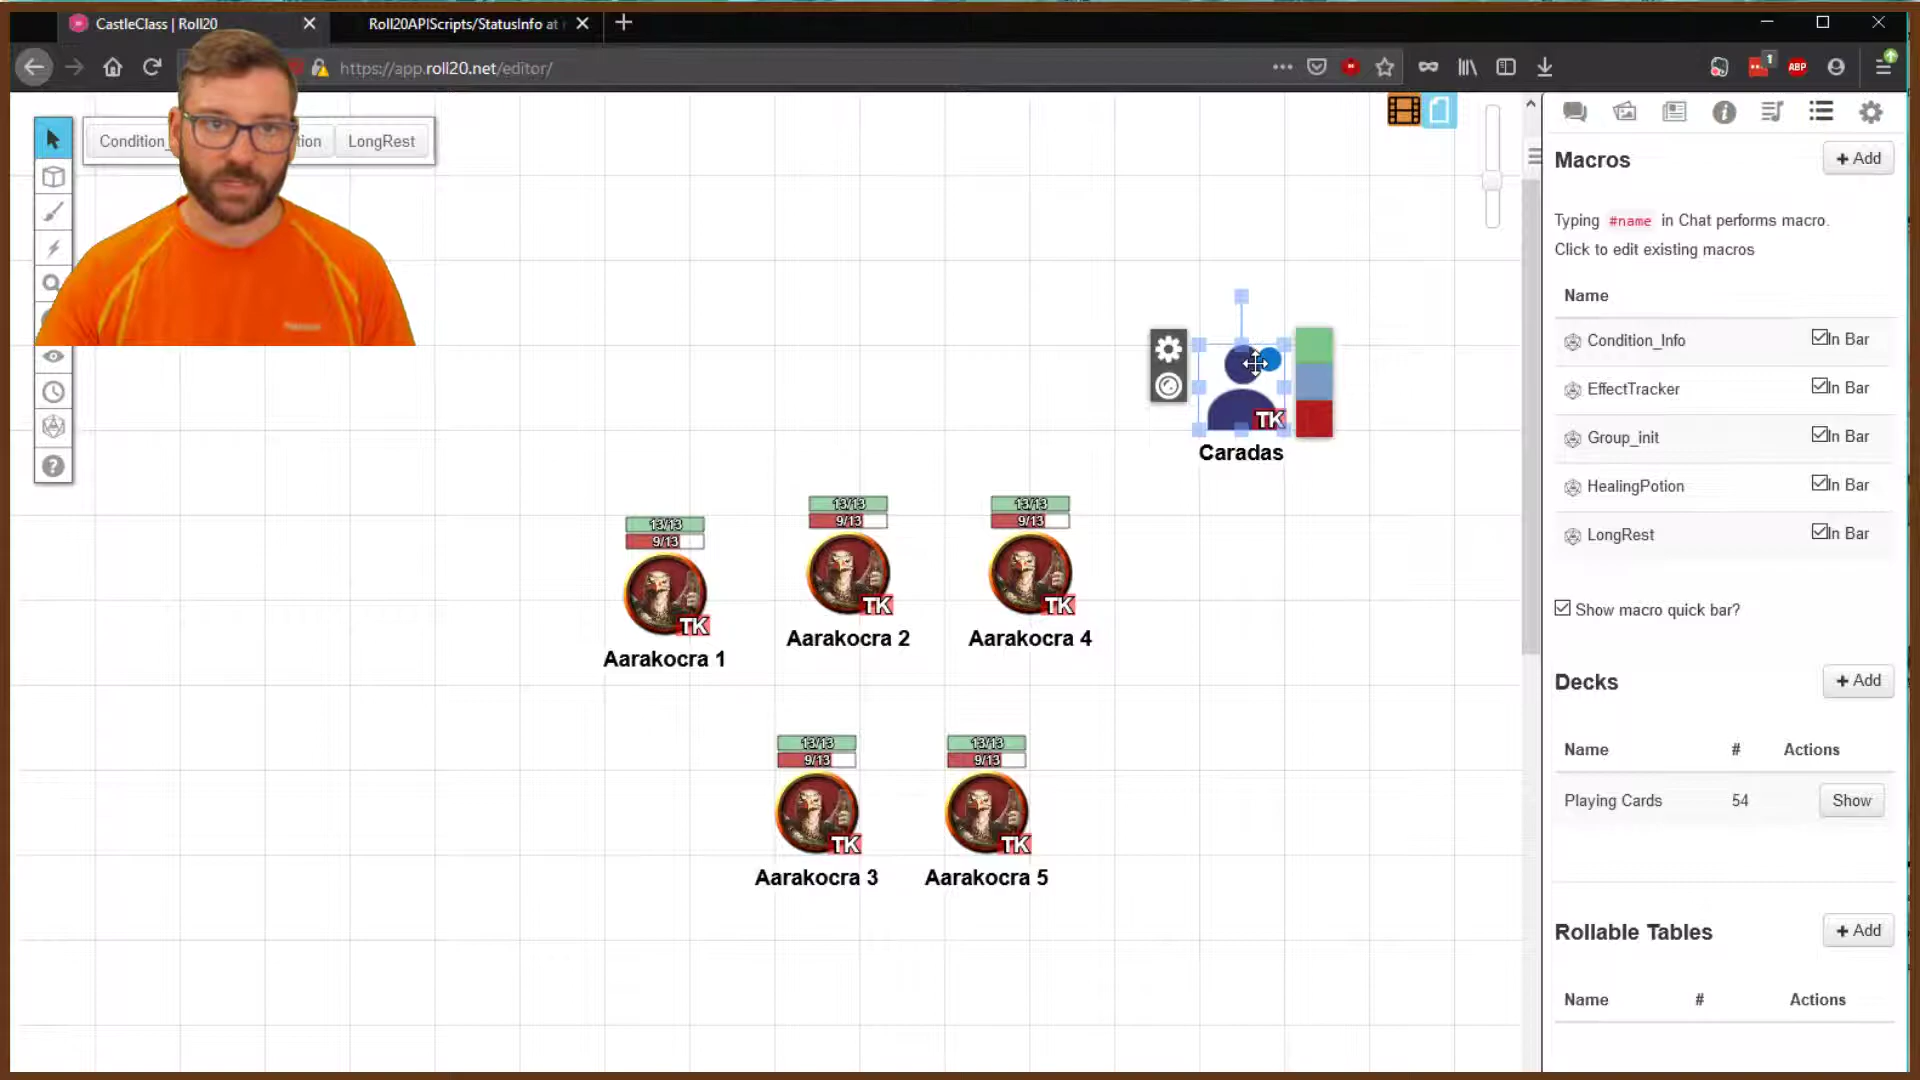 CastleClass | Roll20
Roll20APIScripts/StatusInfo at
https://app.roll20.net/editor/
1
ABP
Condition_
tion
LongRest
Macros
+ Add
Typing #name in Chat performs macro.
Click to edit existing macros
Name
Condition_Info
In Bar
EffectTracker
In Bar
Group_init
In Bar
HealingPotion
In Bar
LongRest
In Bar
Show macro quick bar?
Decks
+ Add
Name
#
Actions
Playing Cards
54
Show
Rollable Tables
+ Add
Name
#
Actions
TK
Caradas
13/13
9/13
TK
Aarakocra 1
13/13
9/13
TK
Aarakocra 2
13/13
9/13
TK
Aarakocra 4
13/13
9/13
TK
Aarakocra 3
13/13
9/13
TK
Aarakocra 5